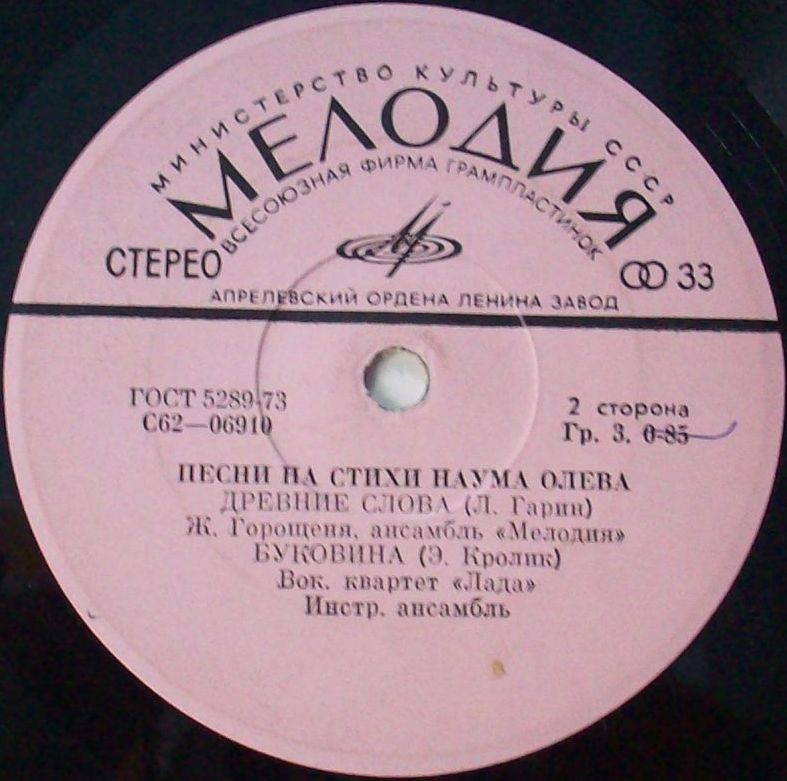 МИНИСТЕРСТВО КУЛЬТУРЫ СССР
МЕЛОДИЯ
ВСЕСОЮЗНАЯ ФИРМА ГРАМПЛАСТИНОК
СТЕРЕО
33
АПРЕЛЕВСКИЙ ОРДЕНА ЛЕНИНА ЗАВОД
ГОСТ 5289-73
С62—06910
2 сторона
Гр. 3. 0-85
ПЕСНИ НА СТИХИ НАУМА ОЛЕВА
ДРЕВНИЕ СЛОВА (Л. Гарин)
Ж. Горощеня, ансамбль «Мелодия»
БУКОВИНА (Э. Кролик)
Вок. квартет «Лада»
Инстр. ансамбль